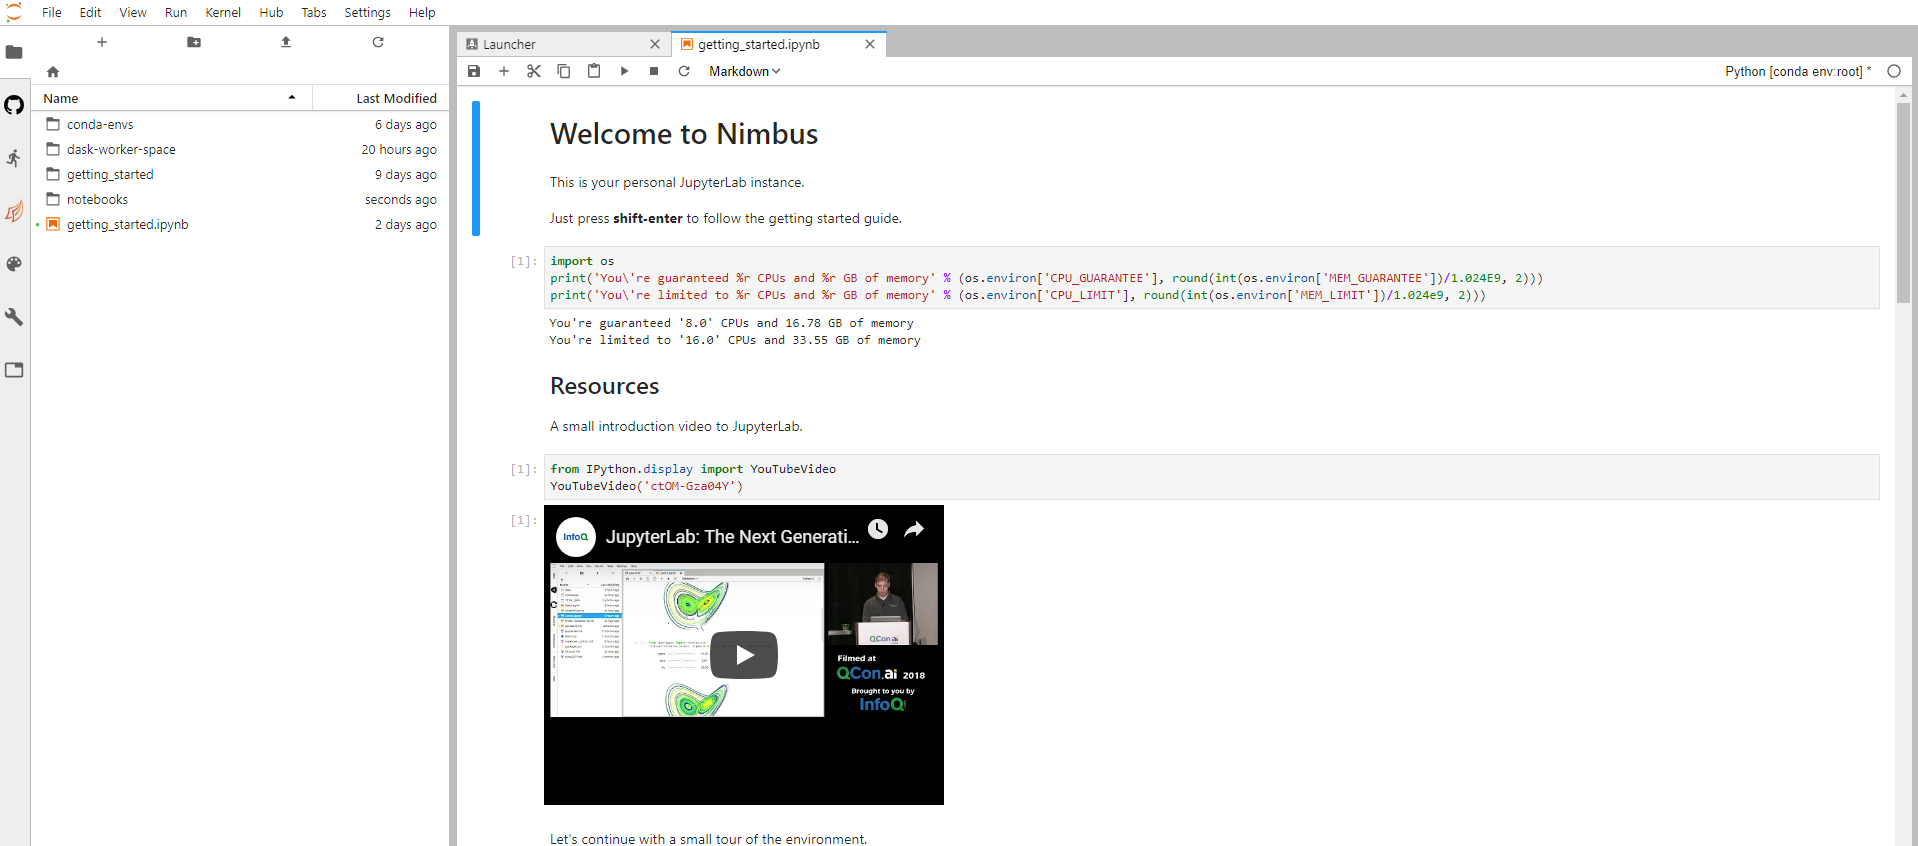 File Edit View Run Kernel Hub Tabs Settings Help
Name Last Modified
conda-envs 6 days ago
dask-worker-space 20 hours ago
getting_started 9 days ago
notebooks seconds ago
getting_started.ipynb 2 days ago
Launcher getting_started.ipynb
Markdown Python [conda env:root] *
Welcome to Nimbus
This is your personal JupyterLab instance.
Just press shift-enter to follow the getting started guide.
[1]: import os
print('You\'re guaranteed %r CPUs and %r GB of memory' % (os.environ['CPU_GUARANTEE'], round(int(os.environ['MEM_GUARANTEE'])/1.024E9, 2)))
print('You\'re limited to %r CPUs and %r GB of memory' % (os.environ['CPU_LIMIT'], round(int(os.environ['MEM_LIMIT'])/1.024e9, 2)))
You're guaranteed '8.0' CPUs and 16.78 GB of memory
You're limited to '16.0' CPUs and 33.55 GB of memory
Resources
A small introduction video to JupyterLab.
[1]: from IPython.display import YouTubeVideo
YouTubeVideo('ctOM-Gza04Y')
[1]:
InfoQ JupyterLab: The Next Generati...
QCon.ai
Filmed at
QCon.ai 2018
Brought to you by
InfoQ
Let's continue with a small tour of the environment.